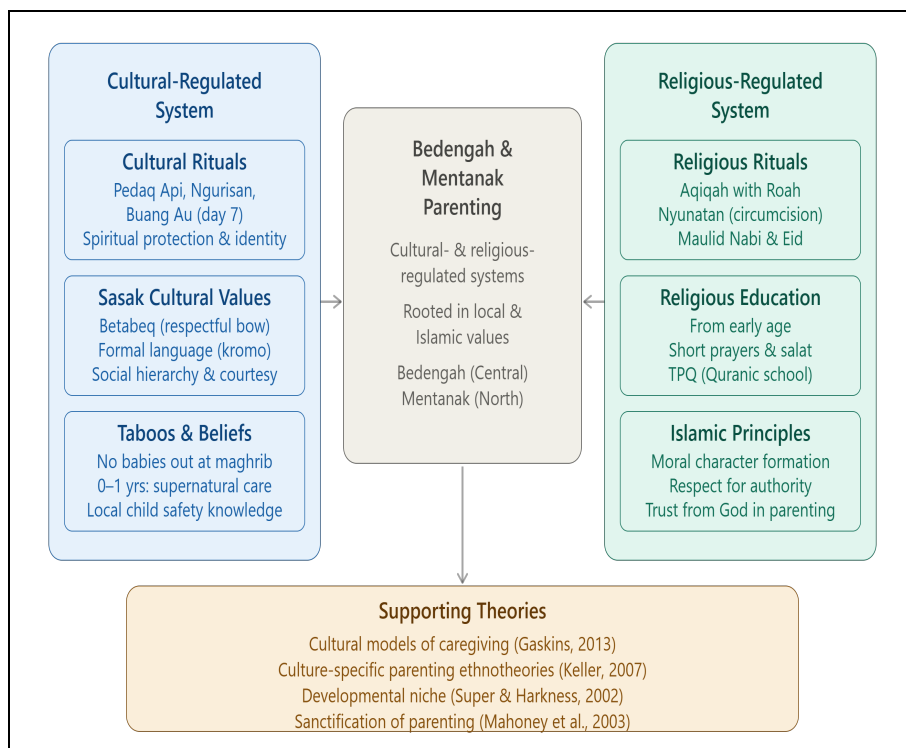 Cultural-Regulated
System
Cultural Rituals
Pedaq Api, Ngurisan,
Buang Au (day 7)
Spiritual protection & identity
Sasak Cultural Values
Betabeq (respectful bow)
Formal language (kromo)
Social hierarchy & courtesy
Taboos & Beliefs
No babies out at maghrib
0–1 yrs: supernatural care
Local child safety knowledge
Bedengah &
Mentanak
Parenting
Cultural- & religious-
regulated systems
Rooted in local &
Islamic values
Bedengah (Central)
Mentanak (North)
Religious-Regulated
System
Religious Rituals
Aqiqah with Roah
Nyunatan (circumcision)
Maulid Nabi & Eid
Religious Education
From early age
Short prayers & salat
TPQ (Quranic school)
Islamic Principles
Moral character formation
Respect for authority
Trust from God in parenting
Supporting Theories
Cultural models of caregiving (Gaskins, 2013)
Culture-specific parenting ethnotheories (Keller, 2007)
Developmental niche (Super & Harkness, 2002)
Sanctification of parenting (Mahoney et al., 2003)